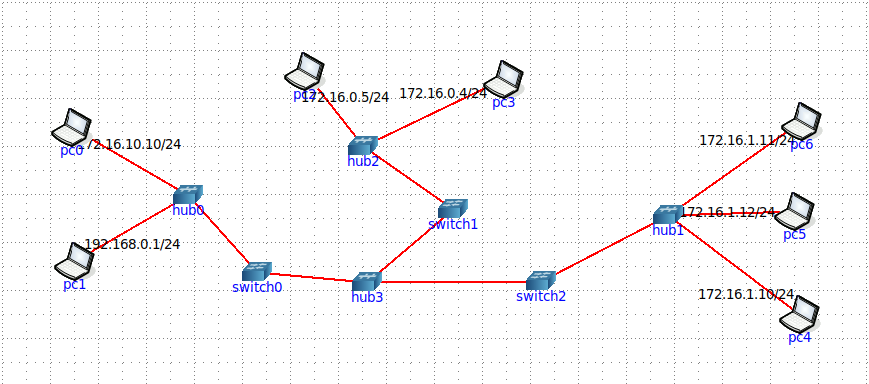 172.16.0.5/24
pc2
172.16.0.4/24
pc3
72.16.10.10/24
pc0
172.16.1.11/24
pc6
hub2
hub0
172.16.1.12/24
hub1
pc5
switch1
192.168.0.1/24
pc1
switch0
hub3
switch2
172.16.1.10/24
pc4